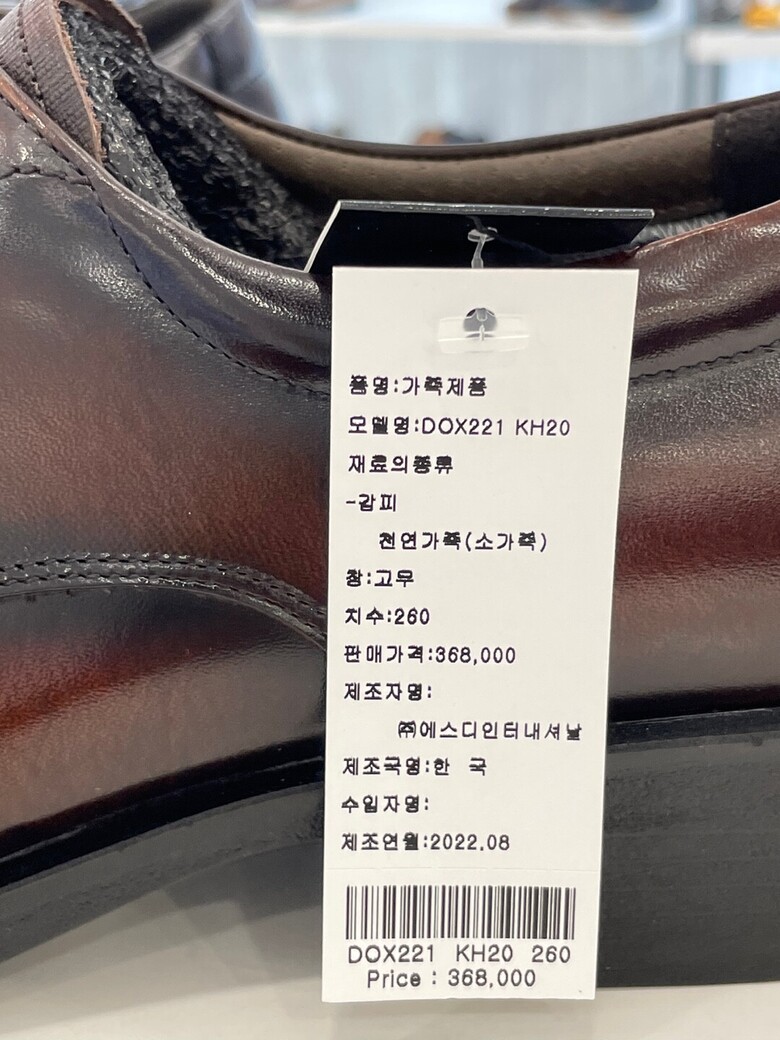 품명:가죽제품
모델명:DOX221 KH20
재료의종류
-갑피
천연가죽(소가죽)
창:고무
치수:260
판매가격:368,000
제조자명:
㈜에스디인터내셔날
제조국명:한 국
수입자명:
제조연월:2022.08
DOX221 KH20 260
Price : 368,000